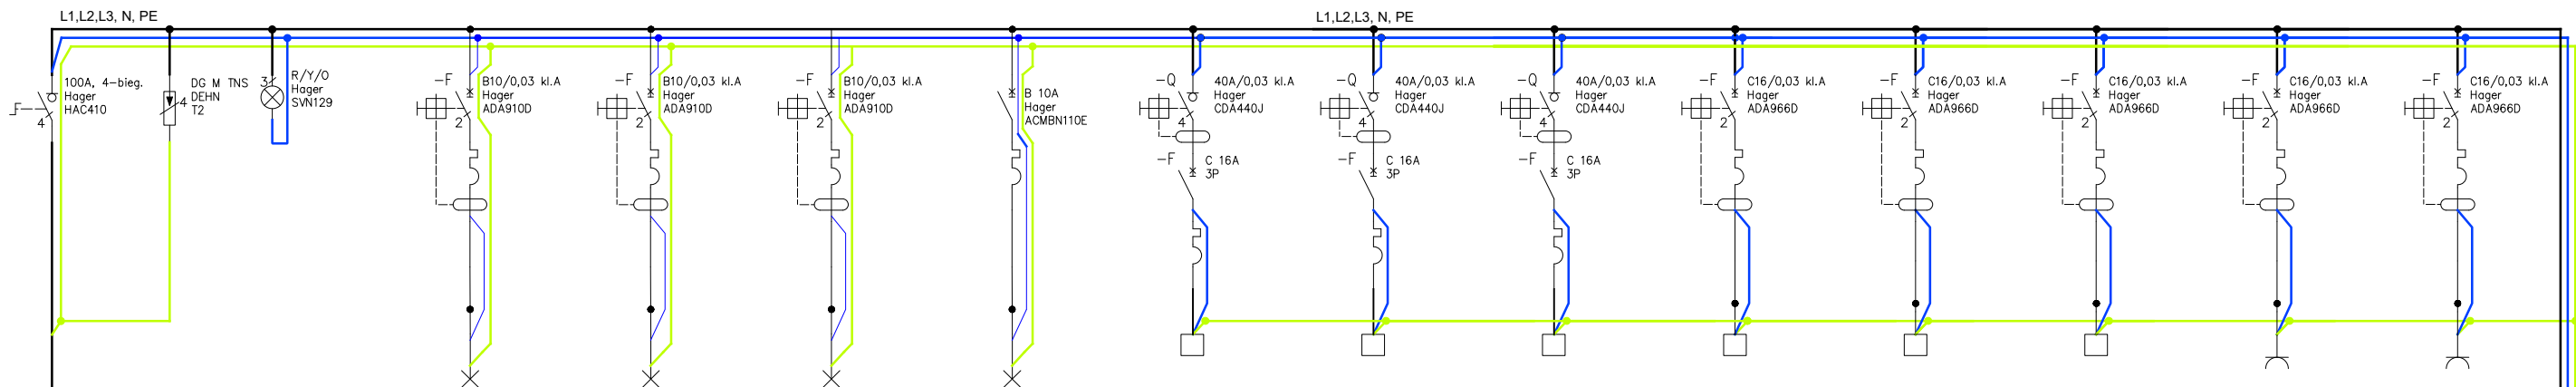 L1,L2,L3, N, PE
L1,L2,L3, N, PE
100A, 4-bieg.
Hager
HAC410
4
DG M TNS
DEHN
T2
4
R/Y/O
Hager
SVN129
3
-F
B10/0,03 kl.A
Hager
ADA910D
2
-F
B10/0,03 kl.A
Hager
ADA910D
2
-F
B10/0,03 kl.A
Hager
ADA910D
2
B 10A
Hager
ACMBN110E
-Q
40A/0,03 kl.A
Hager
CDA440J
4
-F
C 16A
3P
-Q
40A/0,03 kl.A
Hager
CDA440J
4
-F
C 16A
3P
-Q
40A/0,03 kl.A
Hager
CDA440J
4
-F
C 16A
3P
-F
C16/0,03 kl.A
Hager
ADA966D
2
-F
C16/0,03 kl.A
Hager
ADA966D
2
-F
C16/0,03 kl.A
Hager
ADA966D
2
-F
C16/0,03 kl.A
Hager
ADA966D
2
-F
C16/0,03 kl.A
Hager
ADA966D
2